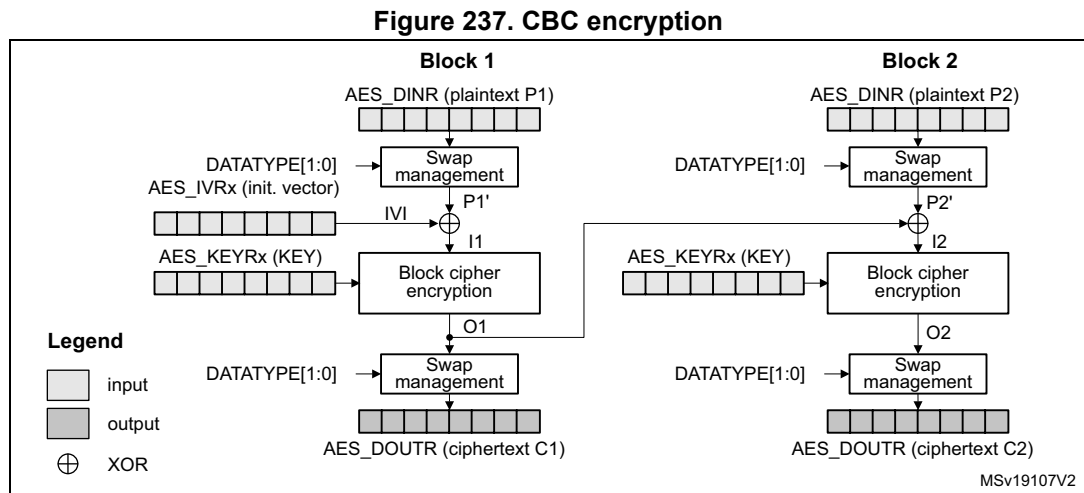 Figure 237. CBC encryption
Block 1
Block 2
AES_DINR (plaintext P1)
AES_DINR (plaintext P2)
DATATYPE[1:0]
Swap
management
DATATYPE[1:0]
Swap
management
AES_IVRx (init. vector)
P1'
P2'
IVI
I1
I2
AES_KEYRx (KEY)
Block cipher
encryption
AES_KEYRx (KEY)
Block cipher
encryption
O1
O2
Legend
input
output
XOR
DATATYPE[1:0]
Swap
management
DATATYPE[1:0]
Swap
management
AES_DOUTR (ciphertext C1)
AES_DOUTR (ciphertext C2)
MSv19107V2